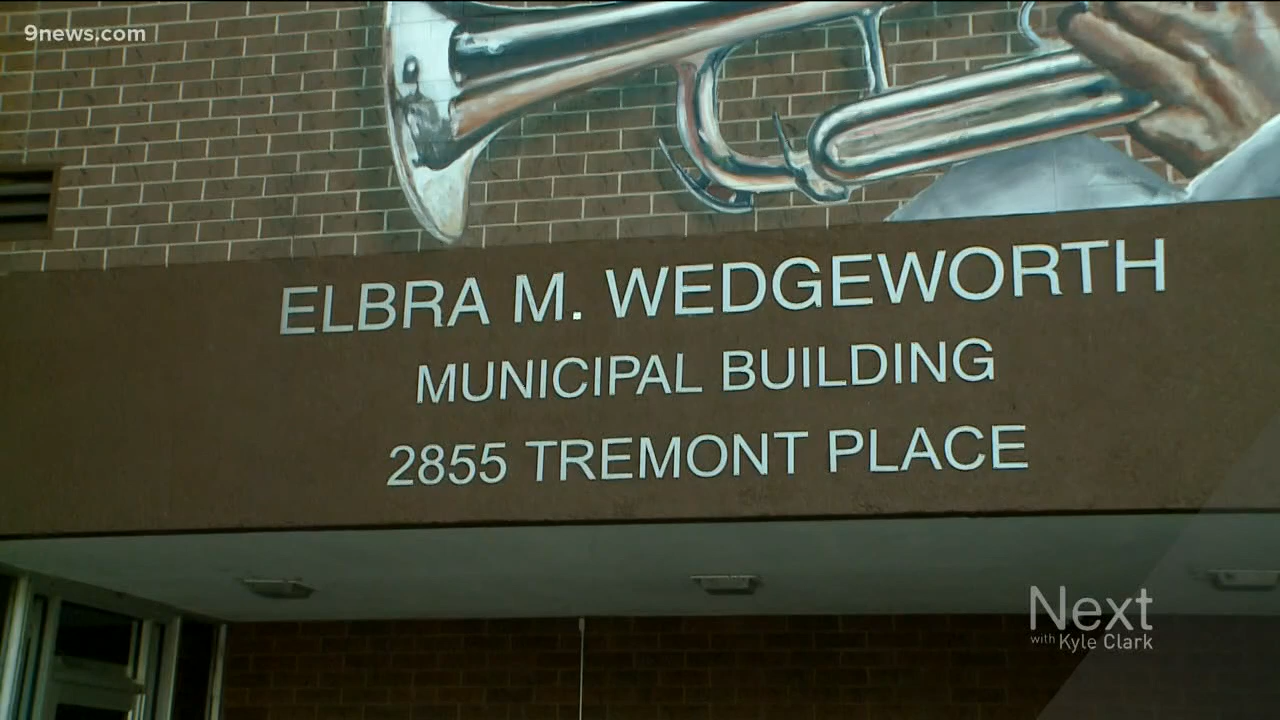 9news.com
ELBRA M. WEDGEWORTH
MUNICIPAL BUILDING
2855 TREMONT PLACE
Next
with Kyle Clark